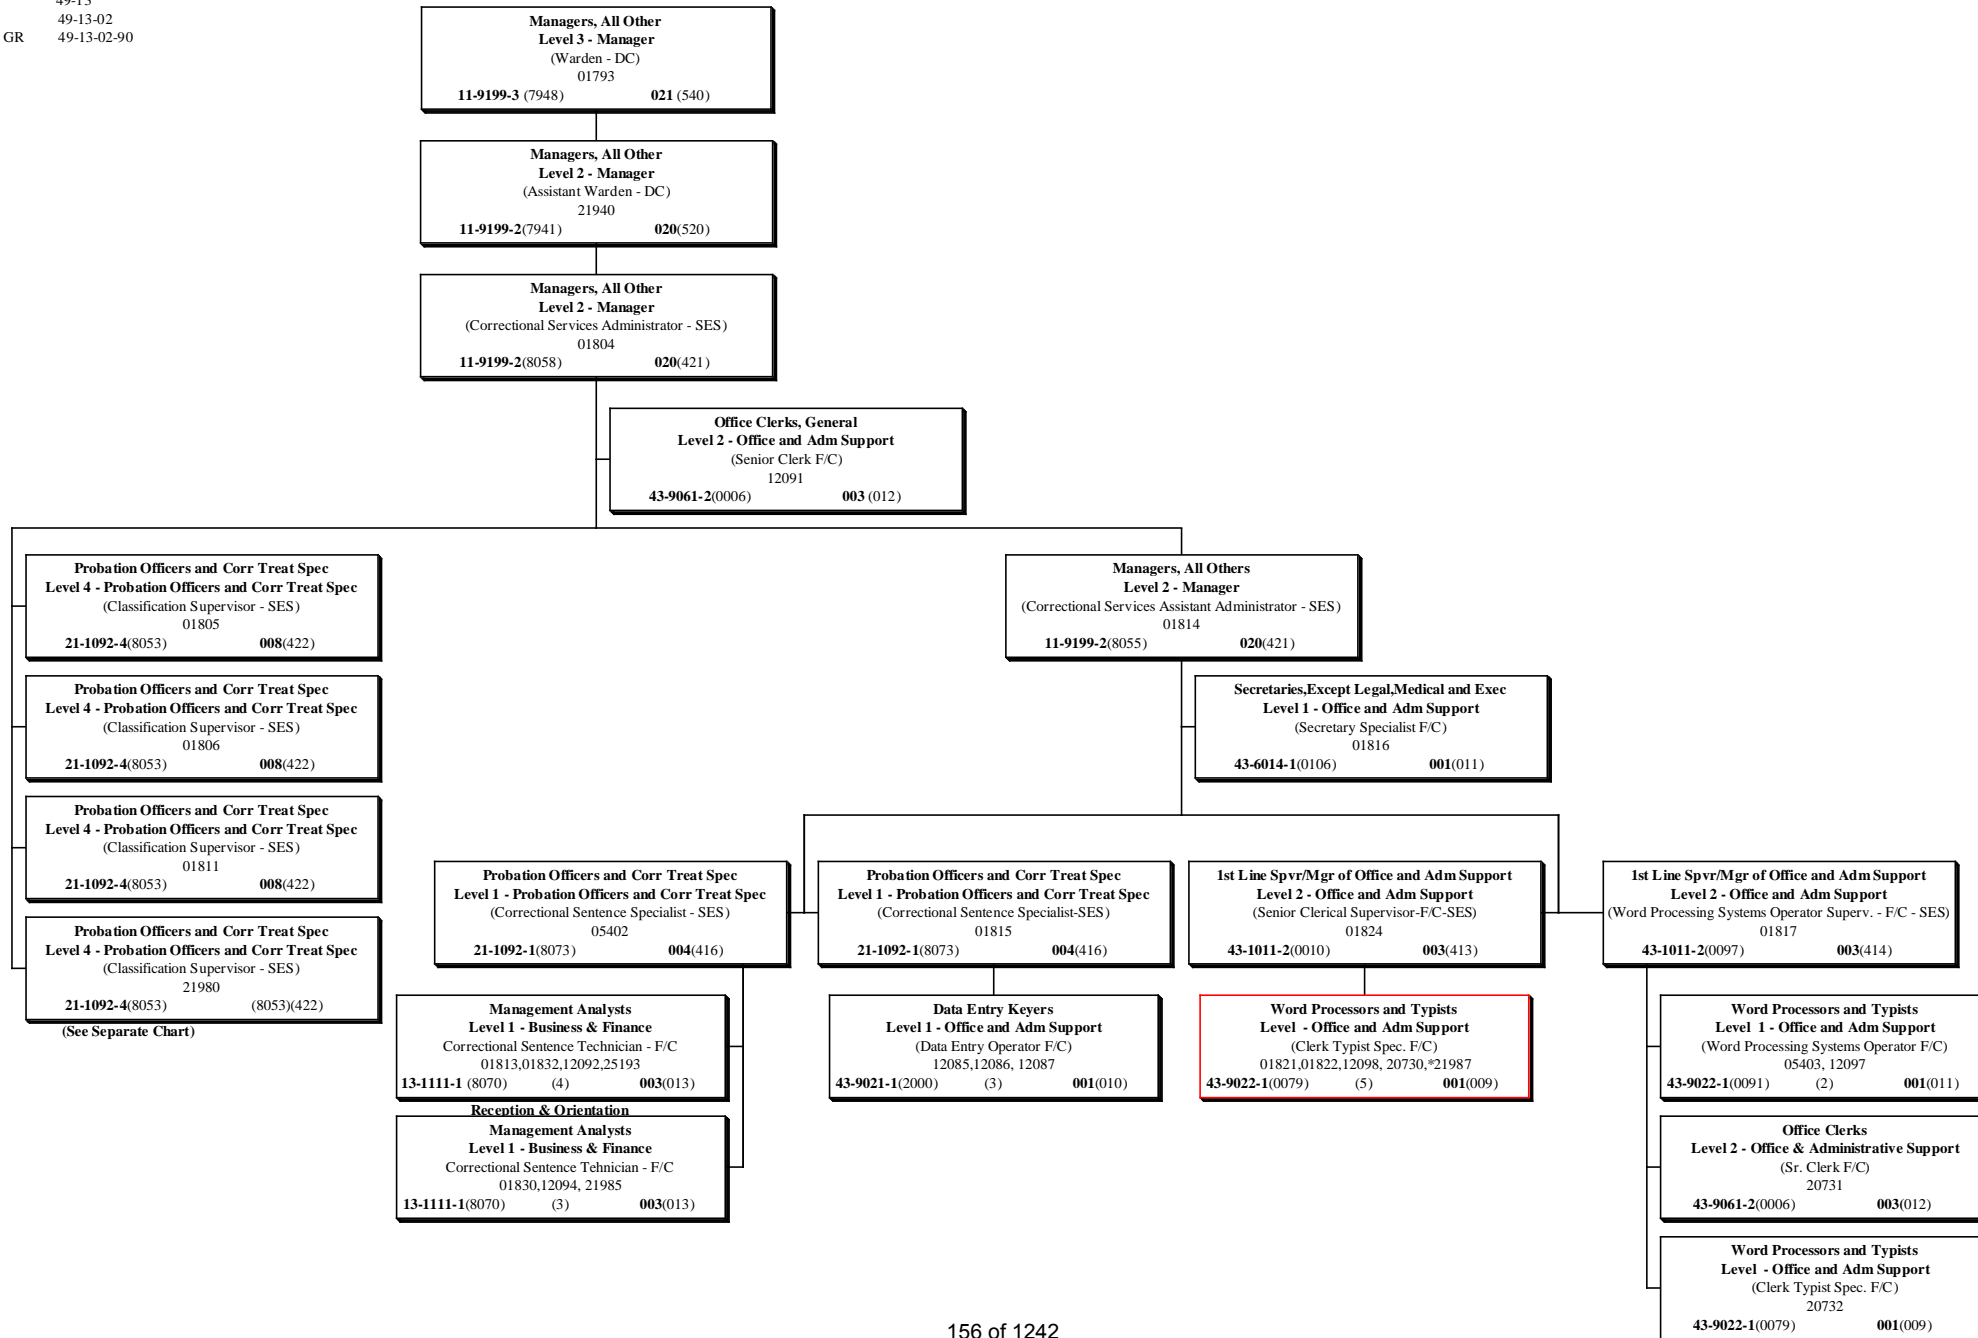 49-13
49-13-02
GR 49-13-02-90
Managers, All Other
Level 3 - Manager
(Warden - DC)
01793
11-9199-3 (7948) 021 (540)
Managers, All Other
Level 2 - Manager
(Assistant Warden - DC)
21940
11-9199-2(7941) 020(520)
Managers, All Other
Level 2 - Manager
(Correctional Services Administrator - SES)
01804
11-9199-2(8058) 020(421)
Office Clerks, General
Level 2 - Office and Adm Support
(Senior Clerk F/C)
12091
43-9061-2(0006) 003 (012)
Probation Officers and Corr Treat Spec
Level 4 - Probation Officers and Corr Treat Spec
(Classification Supervisor - SES)
01805
21-1092-4(8053) 008(422)
Probation Officers and Corr Treat Spec
Level 4 - Probation Officers and Corr Treat Spec
(Classification Supervisor - SES)
01806
21-1092-4(8053) 008(422)
Probation Officers and Corr Treat Spec
Level 4 - Probation Officers and Corr Treat Spec
(Classification Supervisor - SES)
01811
21-1092-4(8053) 008(422)
Probation Officers and Corr Treat Spec
Level 4 - Probation Officers and Corr Treat Spec
(Classification Supervisor - SES)
21980
21-1092-4(8053) (8053)(422)
(See Separate Chart)
Managers, All Others
Level 2 - Manager
(Correctional Services Assistant Administrator - SES)
01814
11-9199-2(8055) 020(421)
Secretaries,Except Legal,Medical and Exec
Level 1 - Office and Adm Support
(Secretary Specialist F/C)
01816
43-6014-1(0106) 001(011)
Probation Officers and Corr Treat Spec
Level 1 - Probation Officers and Corr Treat Spec
(Correctional Sentence Specialist - SES)
05402
21-1092-1(8073) 004(416)
Management Analysts
Level 1 - Business & Finance
Correctional Sentence Technician - F/C
01813,01832,12092,25193
13-1111-1 (8070) (4) 003(013)
Reception & Orientation
Management Analysts
Level 1 - Business & Finance
Correctional Sentence Tehnician - F/C
01830,12094, 21985
13-1111-1(8070) (3) 003(013)
Probation Officers and Corr Treat Spec
Level 1 - Probation Officers and Corr Treat Spec
(Correctional Sentence Specialist-SES)
01815
21-1092-1(8073) 004(416)
Data Entry Keyers
Level 1 - Office and Adm Support
(Data Entry Operator F/C)
12085,12086, 12087
43-9021-1(2000) (3) 001(010)
1st Line Spvr/Mgr of Office and Adm Support
Level 2 - Office and Adm Support
(Senior Clerical Supervisor-F/C-SES)
01824
43-1011-2(0010) 003(413)
Word Processors and Typists
Level - Office and Adm Support
(Clerk Typist Spec. F/C)
01821,01822,12098, 20730,*21987
43-9022-1(0079) (5) 001(009)
1st Line Spvr/Mgr of Office and Adm Support
Level 2 - Office and Adm Support
(Word Processing Systems Operator Superv. - F/C - SES)
01817
43-1011-2(0097) 003(414)
Word Processors and Typists
Level 1 - Office and Adm Support
(Word Processing Systems Operator F/C)
05403, 12097
43-9022-1(0091) (2) 001(011)
Office Clerks
Level 2 - Office & Administrative Support
(Sr. Clerk F/C)
20731
43-9061-2(0006) 003(012)
Word Processors and Typists
Level - Office and Adm Support
(Clerk Typist Spec. F/C)
20732
43-9022-1(0079) 001(009)
156 of 1242